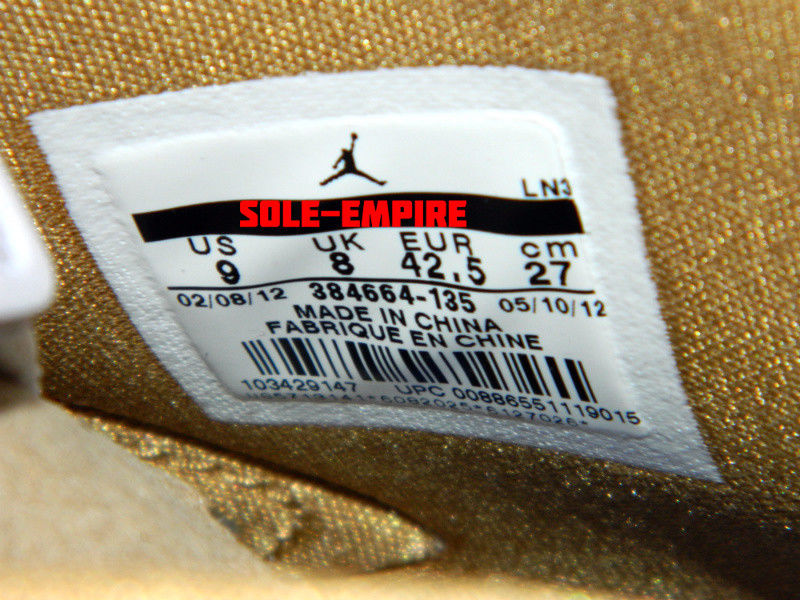 LN3
SOLE-EMPIRE
US UK EUR cm
9 8 42.5 27
02/08/12 384664-135 05/10/12
MADE IN CHINA
FABRIQUE EN CHINE
103429147 UPC 00886551119015